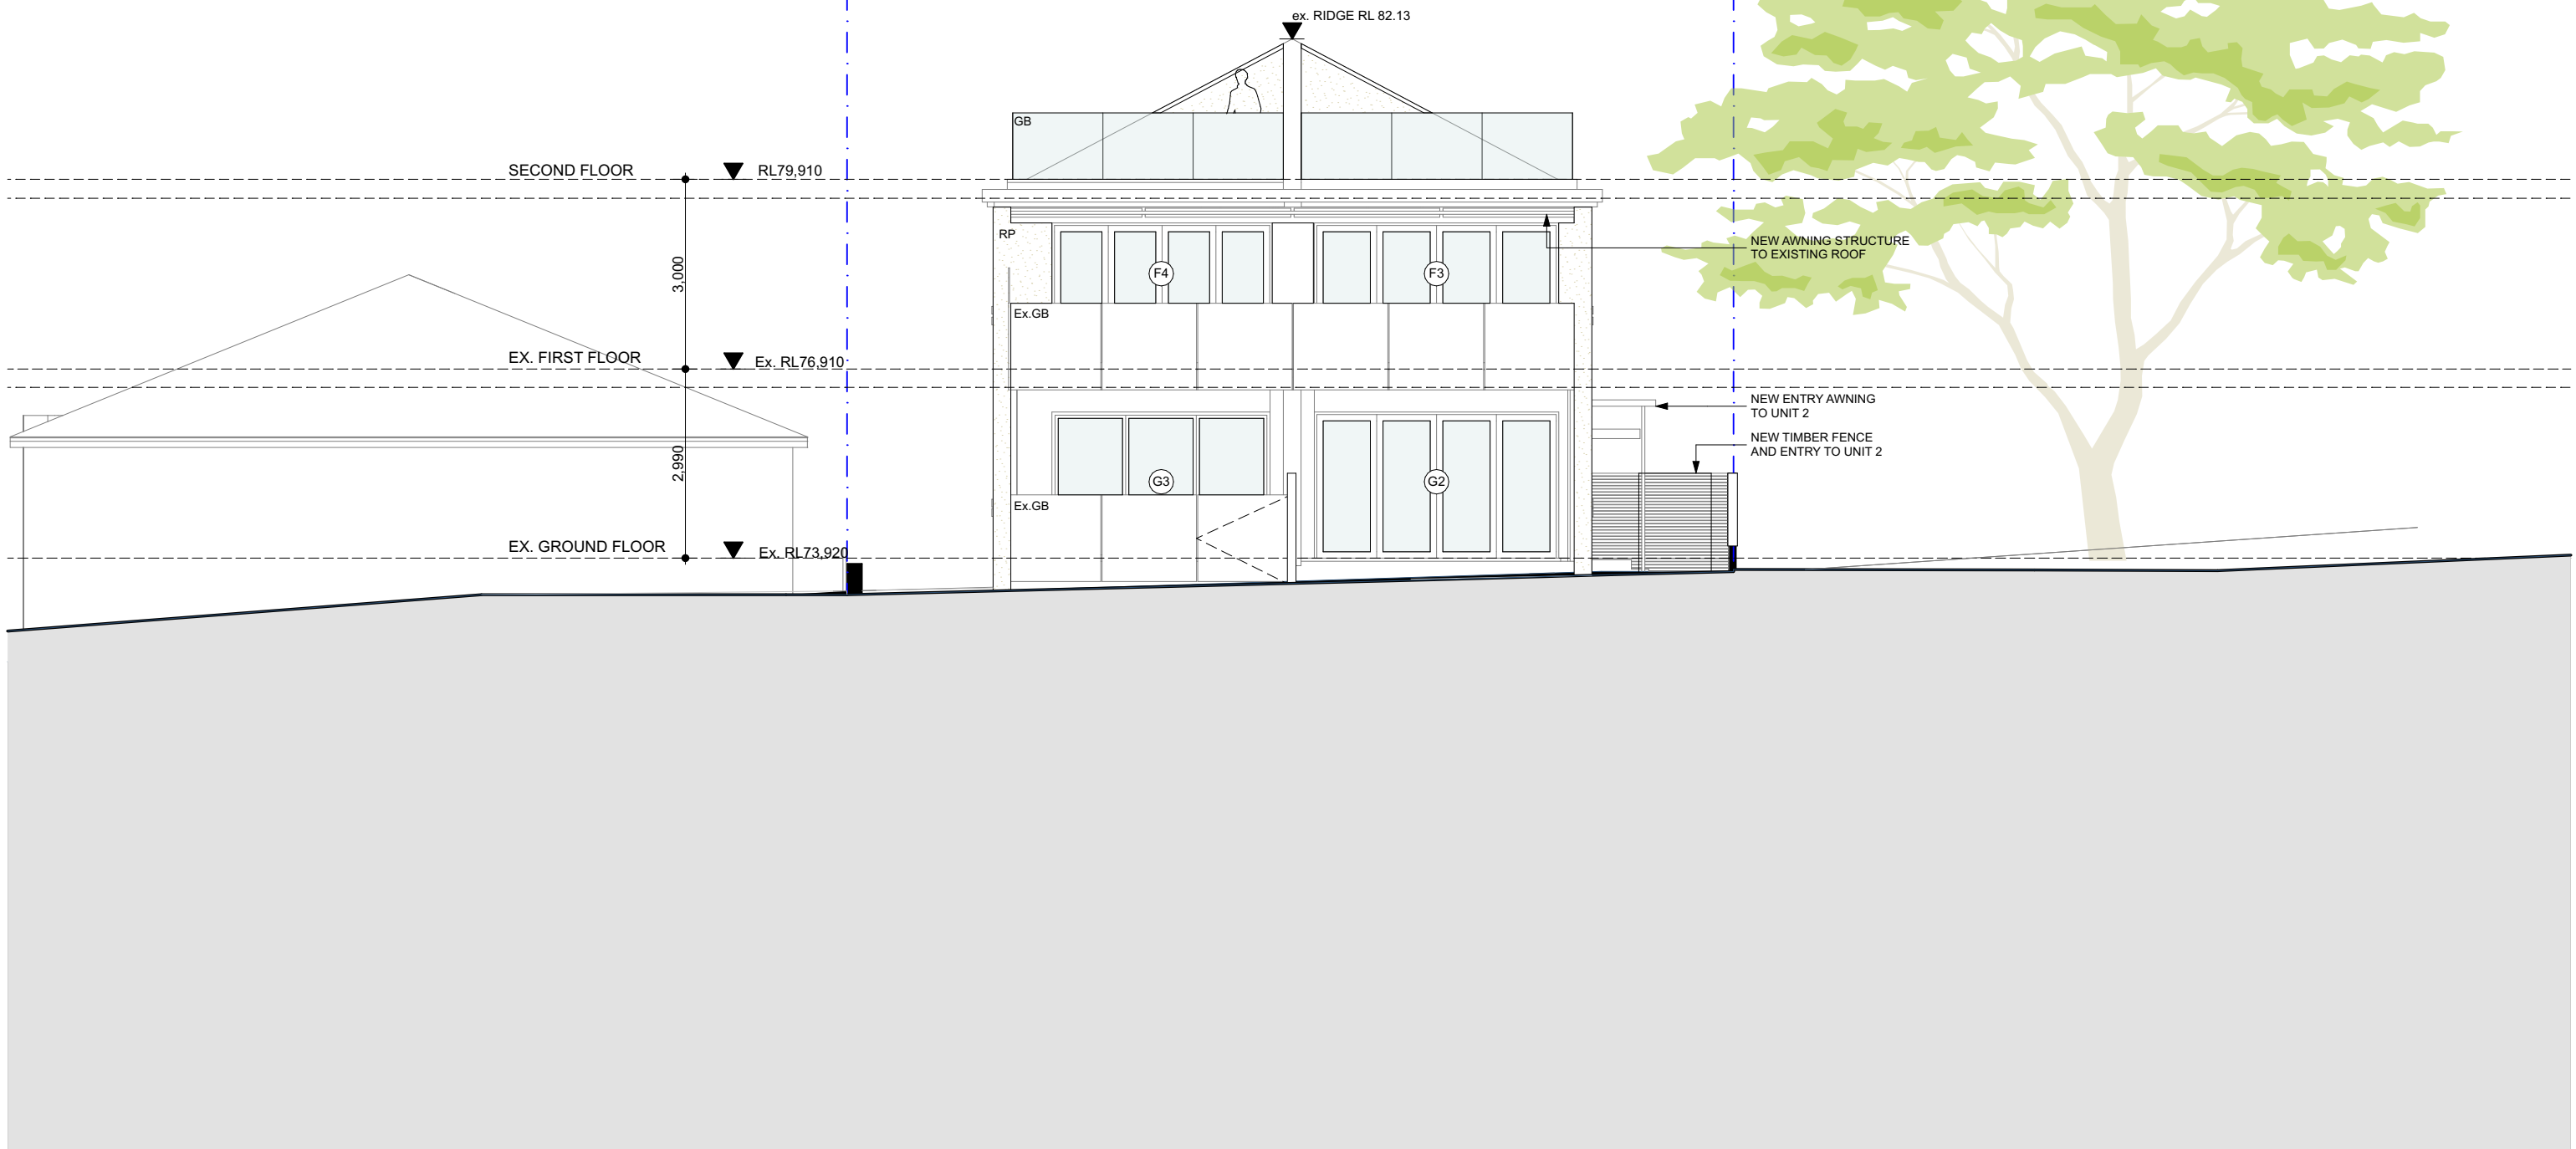 ex. RIDGE RL 82.13
GB
SECOND FLOOR
RL79,910
RP
NEW AWNING STRUCTURE
TO EXISTING ROOF
3,000
F4
F3
Ex.GB
EX. FIRST FLOOR
Ex. RL76,910
NEW ENTRY AWNING
TO UNIT 2
NEW TIMBER FENCE
AND ENTRY TO UNIT 2
2,990
G3
G2
Ex.GB
EX. GROUND FLOOR
Ex. RL73,920